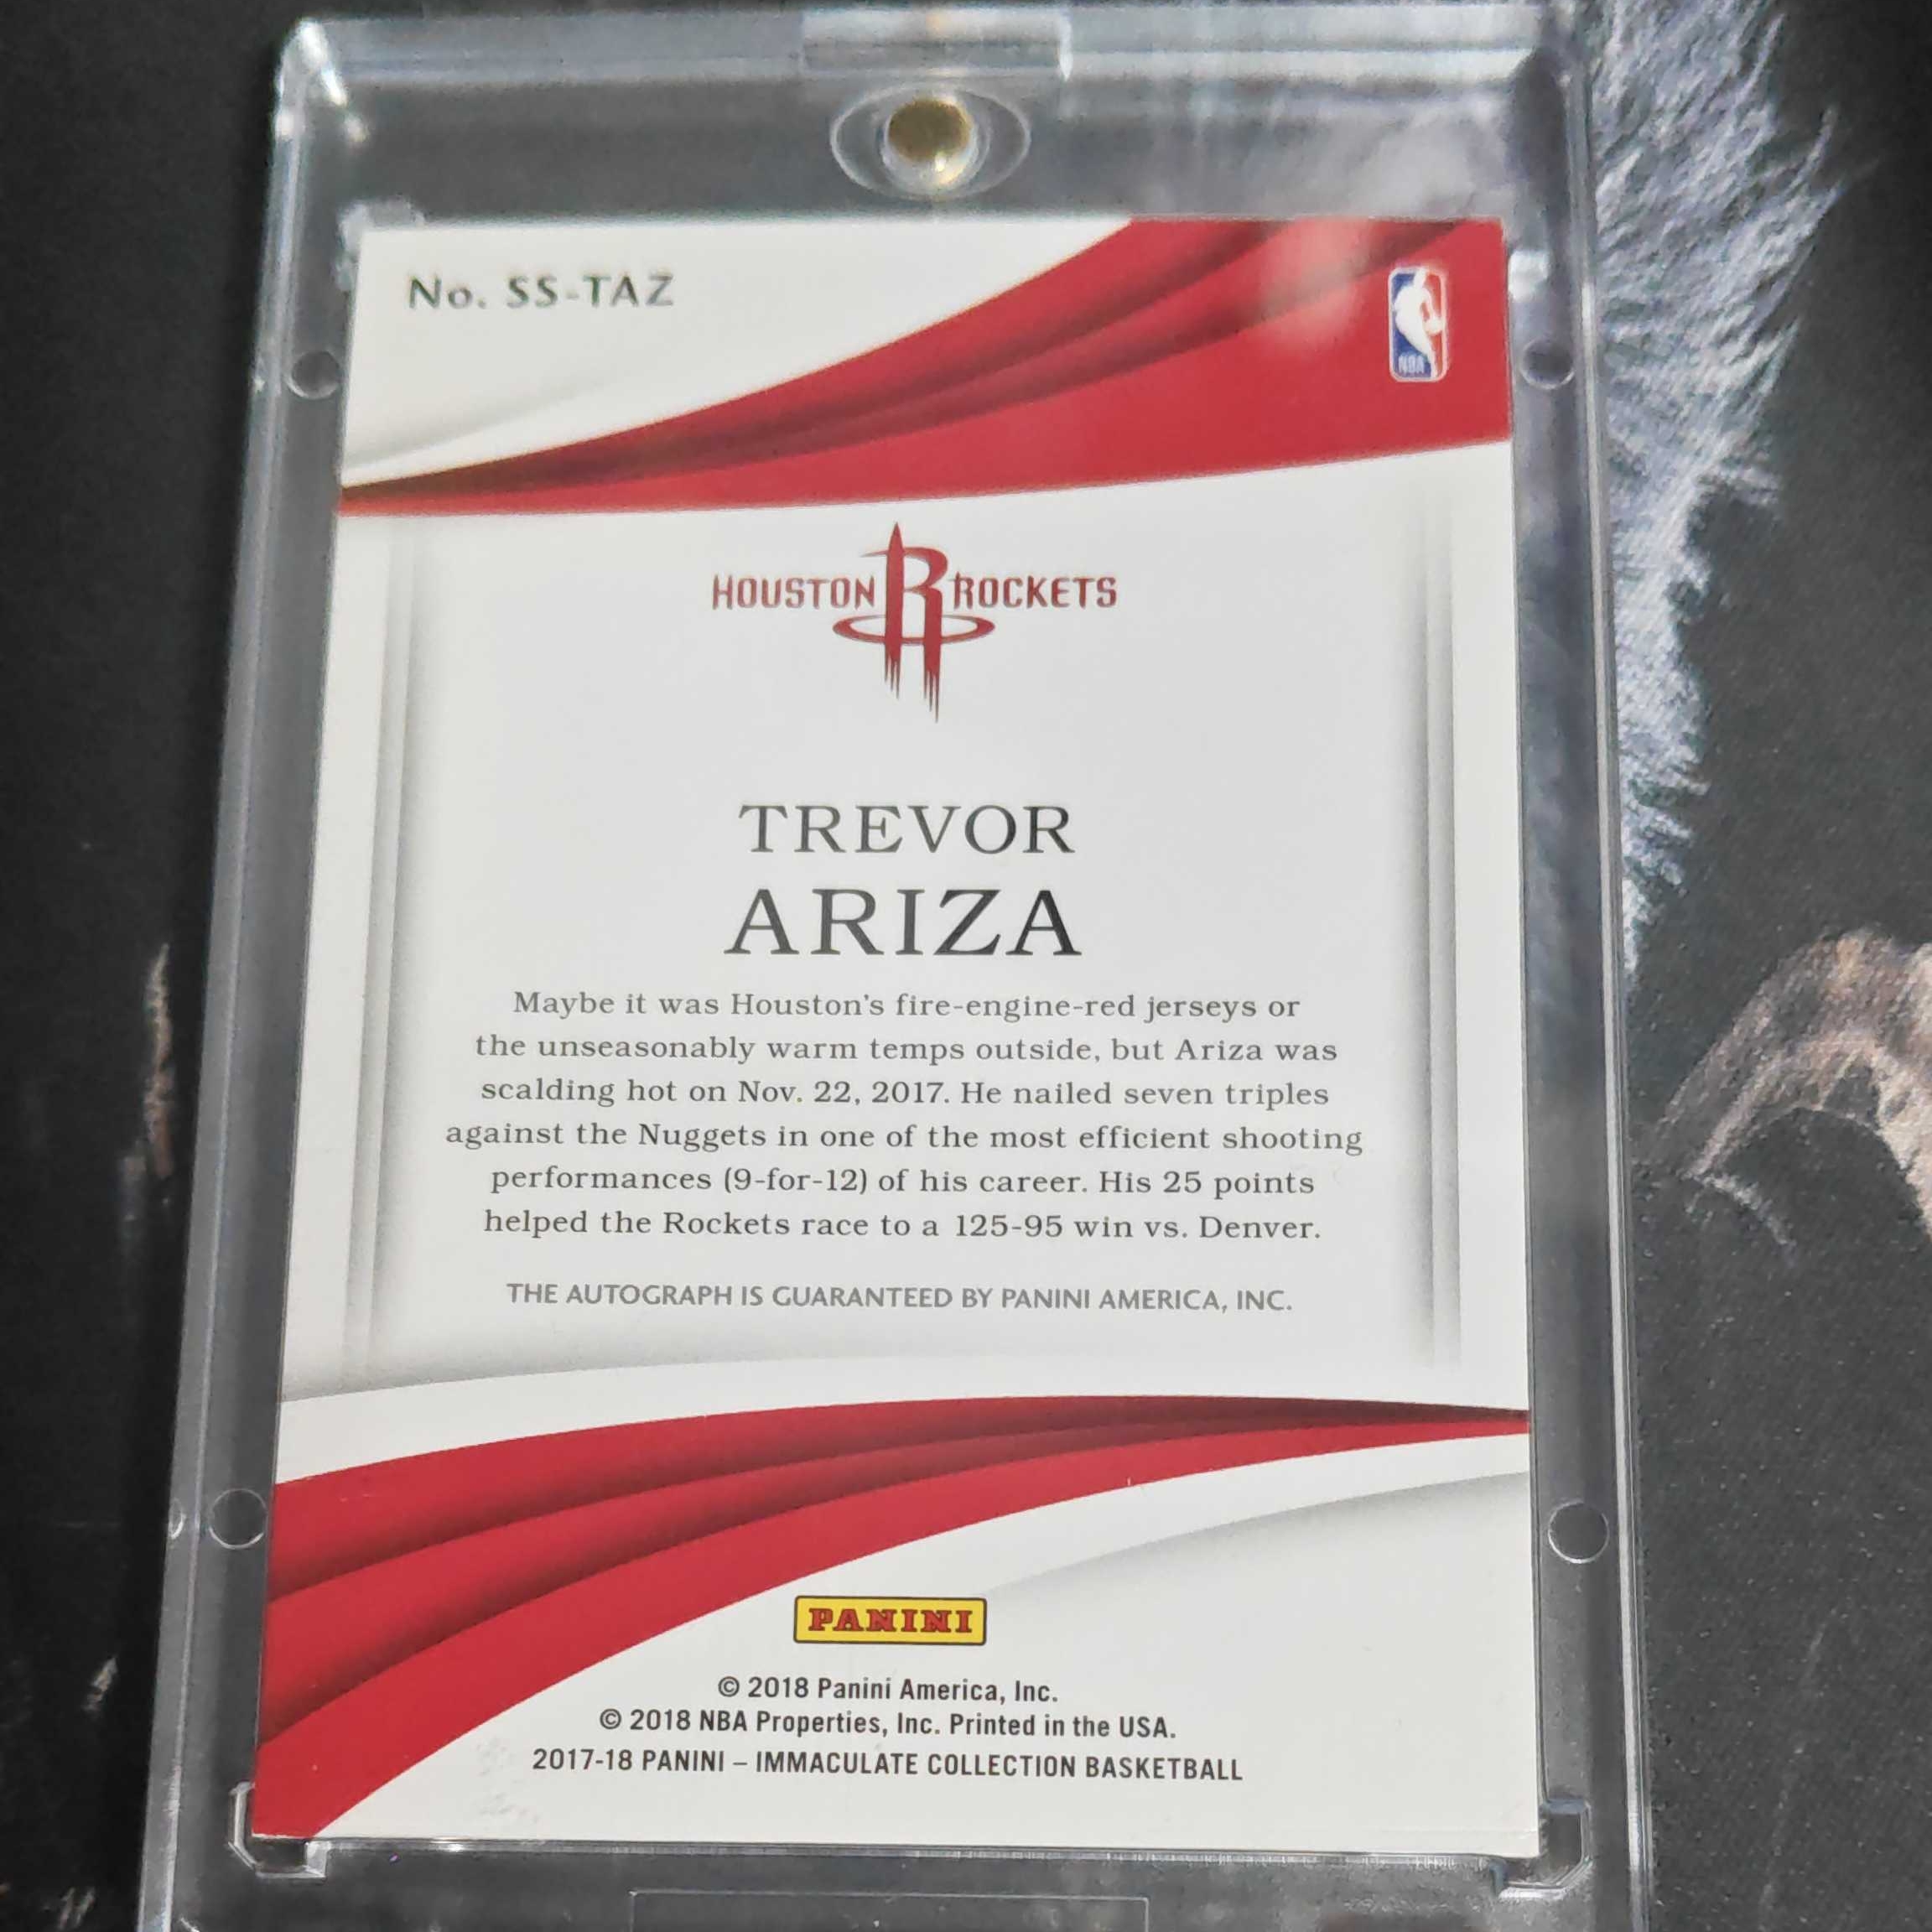 No. SS-TAZ
NBA
HOUSTON R ROCKETS
TREVOR
ARIZA
Maybe it was Houston's fire-engine-red jerseys or
the unseasonably warm temps outside, but Ariza was
scalding hot on Nov. 22, 2017. He nailed seven triples
against the Nuggets in one of the most efficient shooting
performances (9-for-12) of his career. His 25 points
helped the Rockets race to a 125-95 win vs. Denver.
THE AUTOGRAPH IS GUARANTEED BY PANINI AMERICA, INC.
PANINI
© 2018 Panini America, Inc.
© 2018 NBA Properties, Inc. Printed in the USA.
2017-18 PANINI – IMMACULATE COLLECTION BASKETBALL